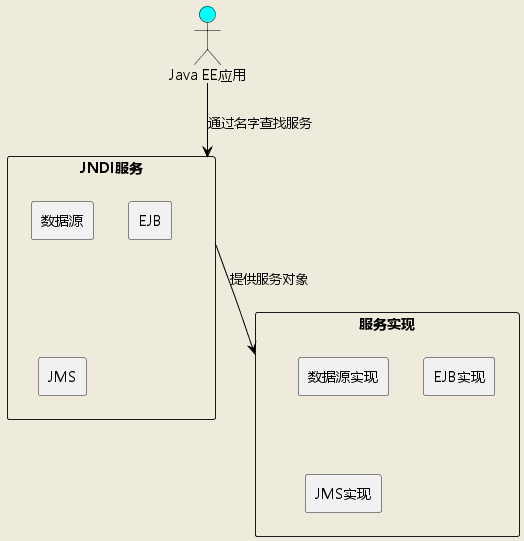 Java EE应用
通过名字查找服务
JNDI服务
数据源
EJB
提供服务对象
服务实现
JMS
数据源实现
EJB实现
JMS实现